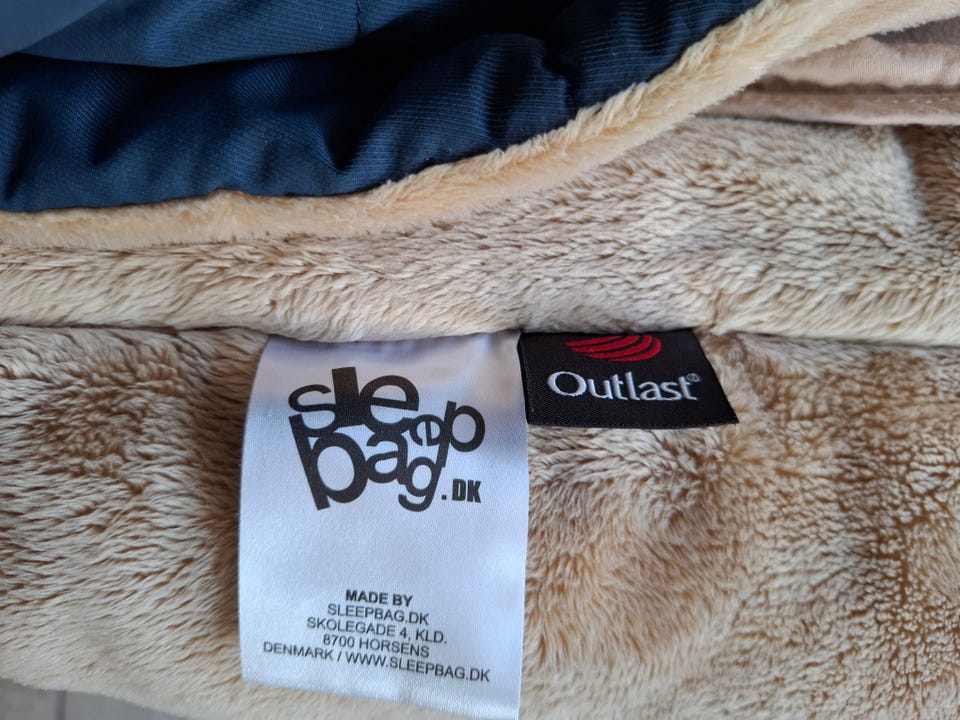 sleep
bag.DK
MADE BY
SLEEPBAG.DK
SKOLEGADE 4, KLD.
8700 HORSENS
DENMARK / WWW.SLEEPBAG.DK
Outlast®